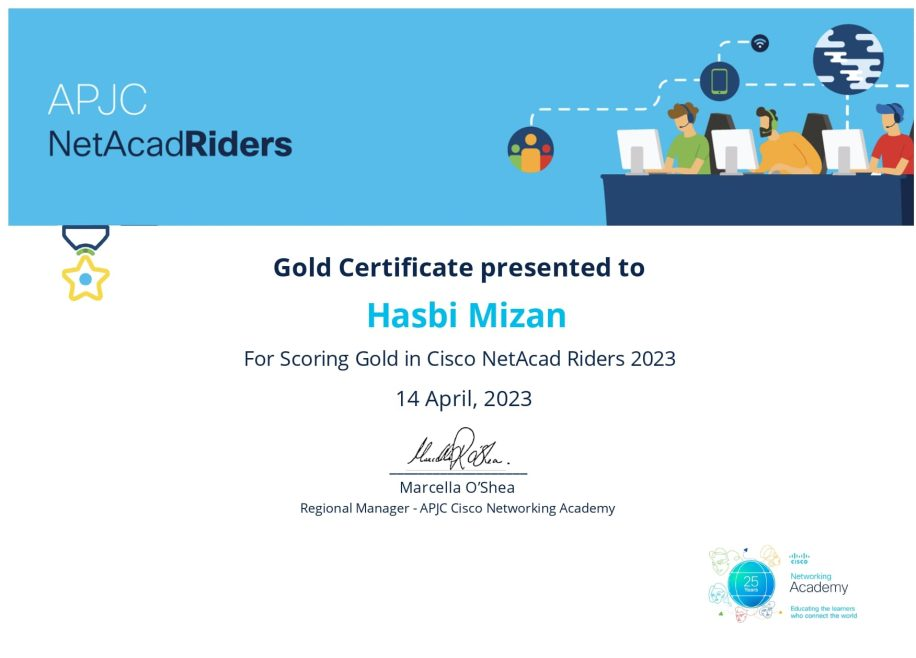 APJC
NetAcadRiders
Gold Certificate presented to
Hasbi Mizan
For Scoring Gold in Cisco NetAcad Riders 2023
14 April, 2023
Marcella O'Shea.
Marcella O’Shea
Regional Manager - APJC Cisco Networking Academy
25
Years
CISCO
Networking
Academy
Educating the learners
who connect the world